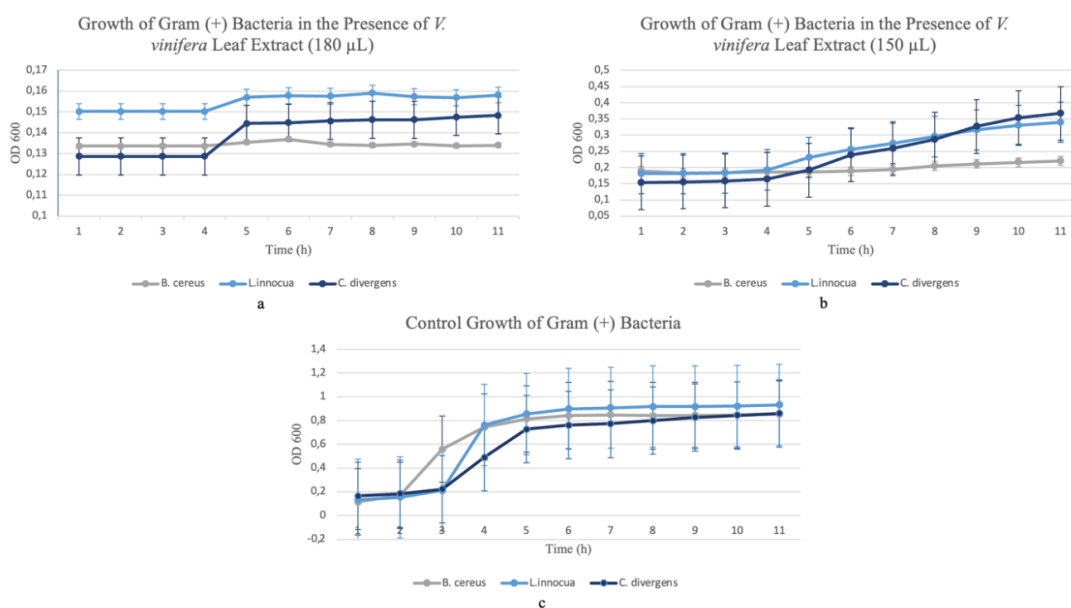 Growth of Gram (+) Bacteria in the Presence of V.
vinifera Leaf Extract (180 µL)
0,17
0,16
0,15
0,14
0,13
0,12
0,11
0,1
OD 600
1 2 3 4 5 6 7 8 9 10 11
Time (h)
B. cereus L.innocua C. divergens
a
Growth of Gram (+) Bacteria in the Presence of V.
vinifera Leaf Extract (150 µL)
0,5
0,45
0,4
0,35
0,3
0,25
0,2
0,15
0,1
0,05
OD 600
1 2 3 4 5 6 7 8 9 10 11
Time (h)
B. cereus L.innocua C. divergens
b
Control Growth of Gram (+) Bacteria
1,4
1,2
1
0,8
0,6
0,4
0,2
0
-0,2
OD 600
1 2 3 4 5 6 7 8 9 10 11
Time (h)
B. cereus L.innocua C. divergens
c